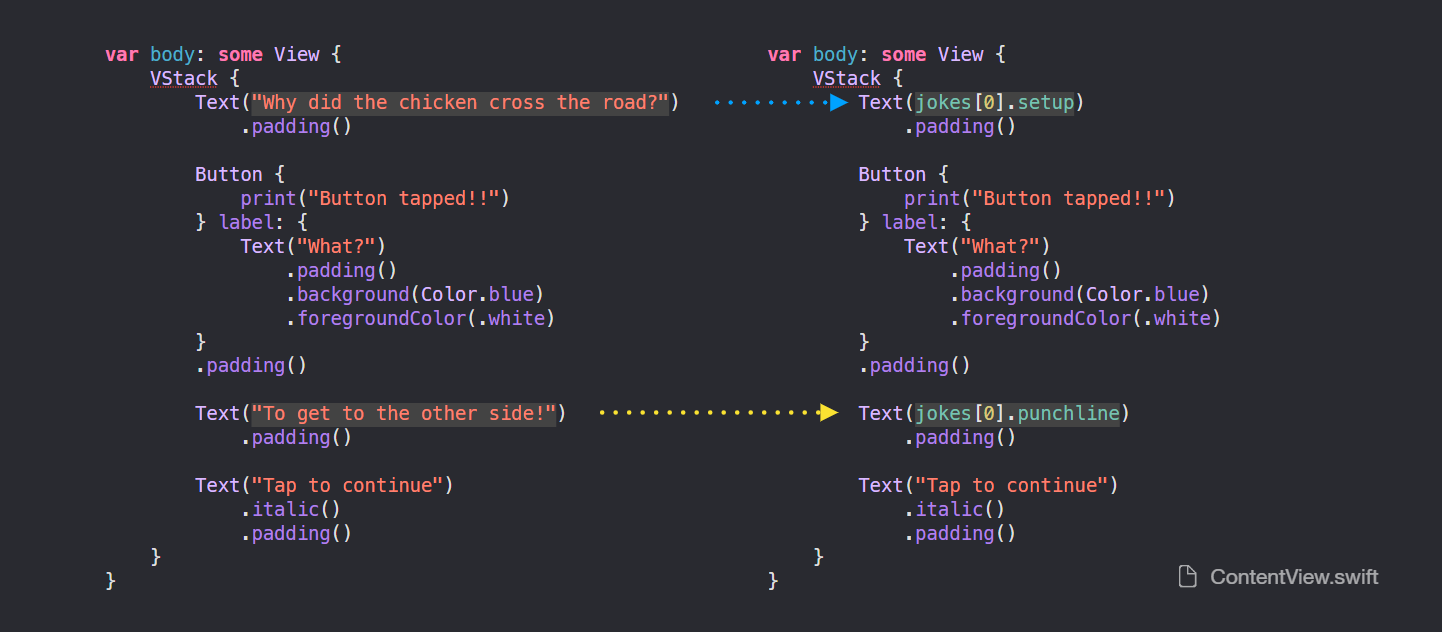 var body: some View {
    VStack {
        Text("Why did the chicken cross the road?")
            .padding()

        Button {
            print("Button tapped!!")
        } label: {
            Text("What?")
                .padding()
                .background(Color.blue)
                .foregroundColor(.white)
        }
        .padding()

        Text("To get to the other side!")
            .padding()

        Text("Tap to continue")
            .italic()
            .padding()
    }
}
var body: some View {
    VStack {
        Text(jokes[0].setup)
            .padding()

        Button {
            print("Button tapped!!")
        } label: {
            Text("What?")
                .padding()
                .background(Color.blue)
                .foregroundColor(.white)
        }
        .padding()

        Text(jokes[0].punchline)
            .padding()

        Text("Tap to continue")
            .italic()
            .padding()
    }
}
ContentView.swift